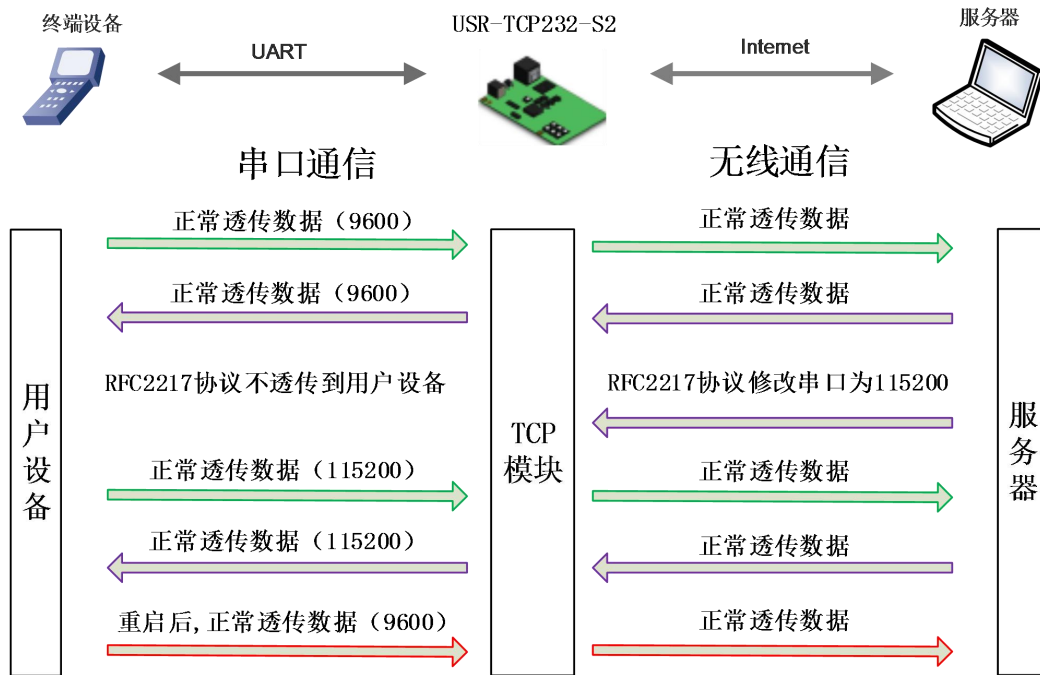 终端设备
USR-TCP232-S2
服务器
UART
Internet
串口通信
无线通信
正常透传数据（9600）
正常透传数据
正常透传数据（9600）
正常透传数据
RFC2217协议不透传到用户设备
RFC2217协议修改串口为115200
用户设备
TCP
模块
服务器
正常透传数据（115200）
正常透传数据
正常透传数据（115200）
正常透传数据
重启后,正常透传数据（9600）
正常透传数据